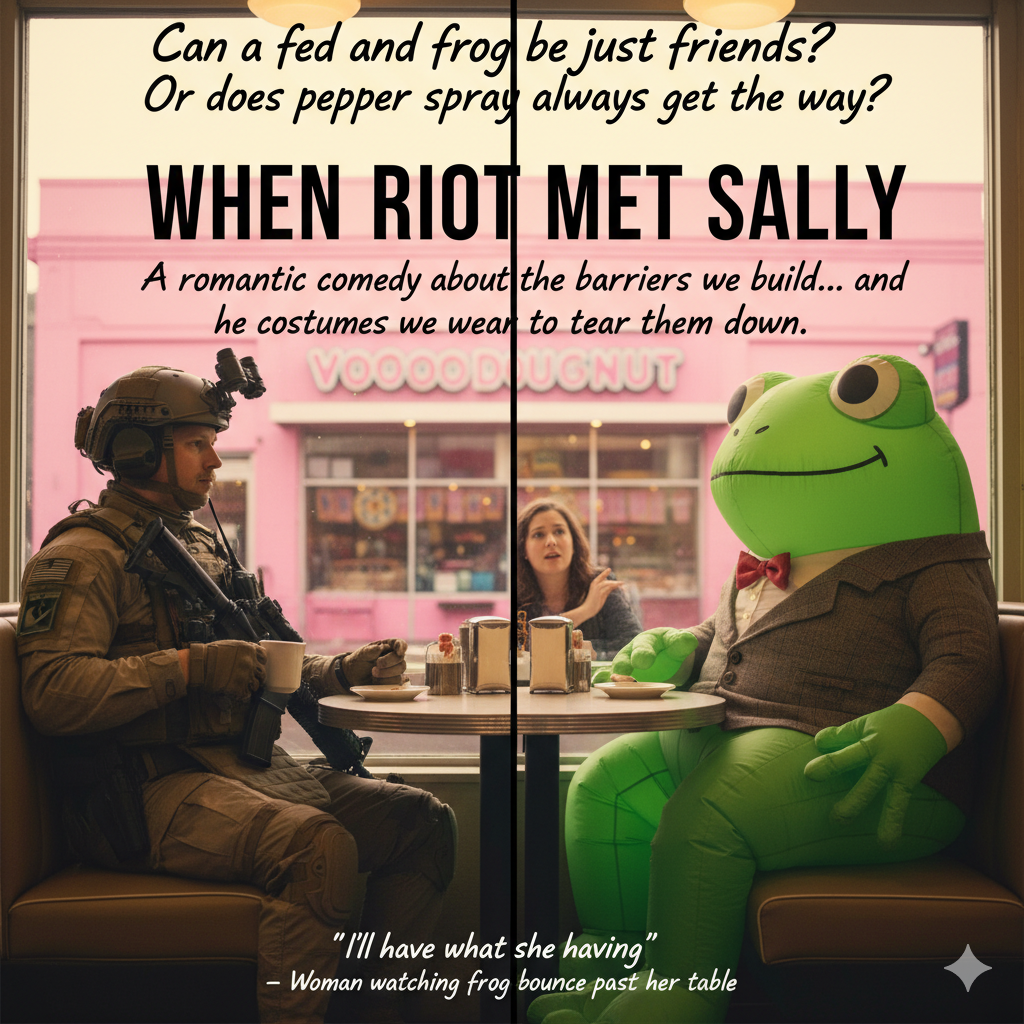 Can a fed and frog be just friends?
Or does pepper spray always get the way?
WHEN RIOT MET SALLY
A romantic comedy about the barriers we build... and
he costumes we wear to tear them down.
VOOOODOUGNUT
"I'll have what she having"
– Woman watching frog bounce past her table